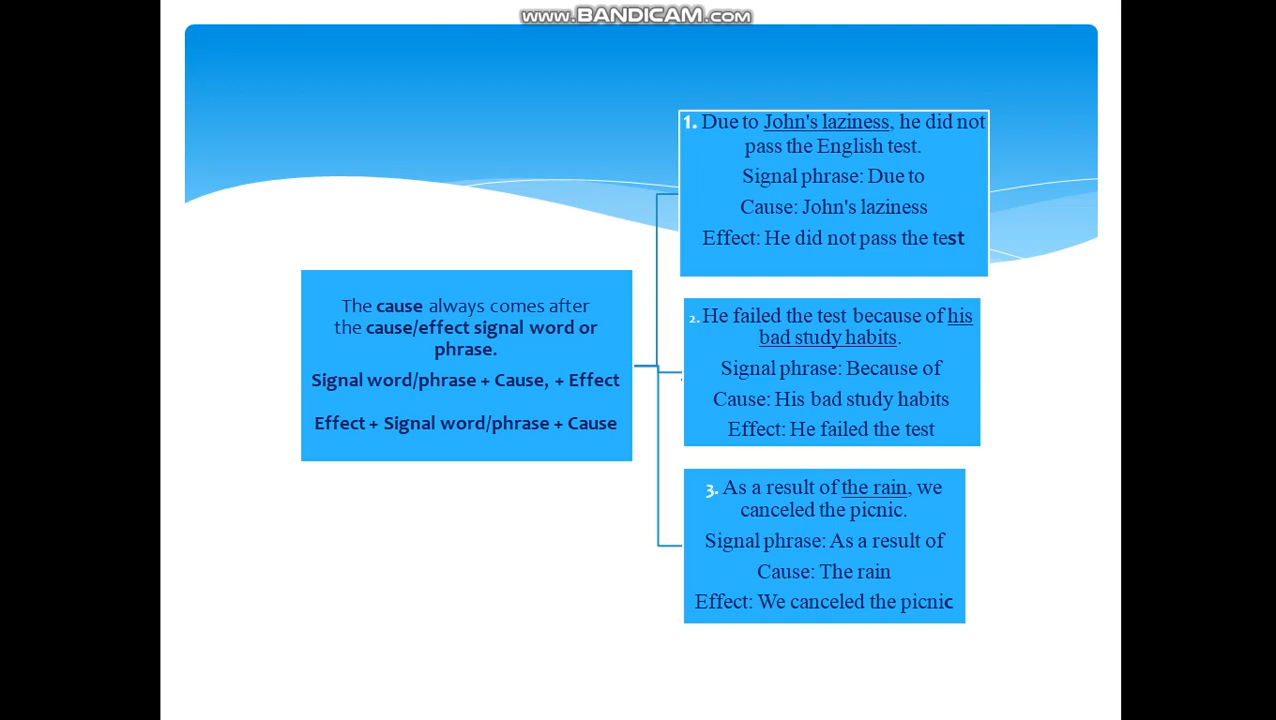 www.BANDICAM.com
The cause always comes after
the cause/effect signal word or
phrase.
Signal word/phrase + Cause, + Effect
Effect + Signal word/phrase + Cause
1. Due to John's laziness, he did not
pass the English test.
Signal phrase: Due to
Cause: John's laziness
Effect: He did not pass the test
2. He failed the test because of his
bad study habits.
Signal phrase: Because of
Cause: His bad study habits
Effect: He failed the test
3. As a result of the rain, we
canceled the picnic.
Signal phrase: As a result of
Cause: The rain
Effect: We canceled the picnic